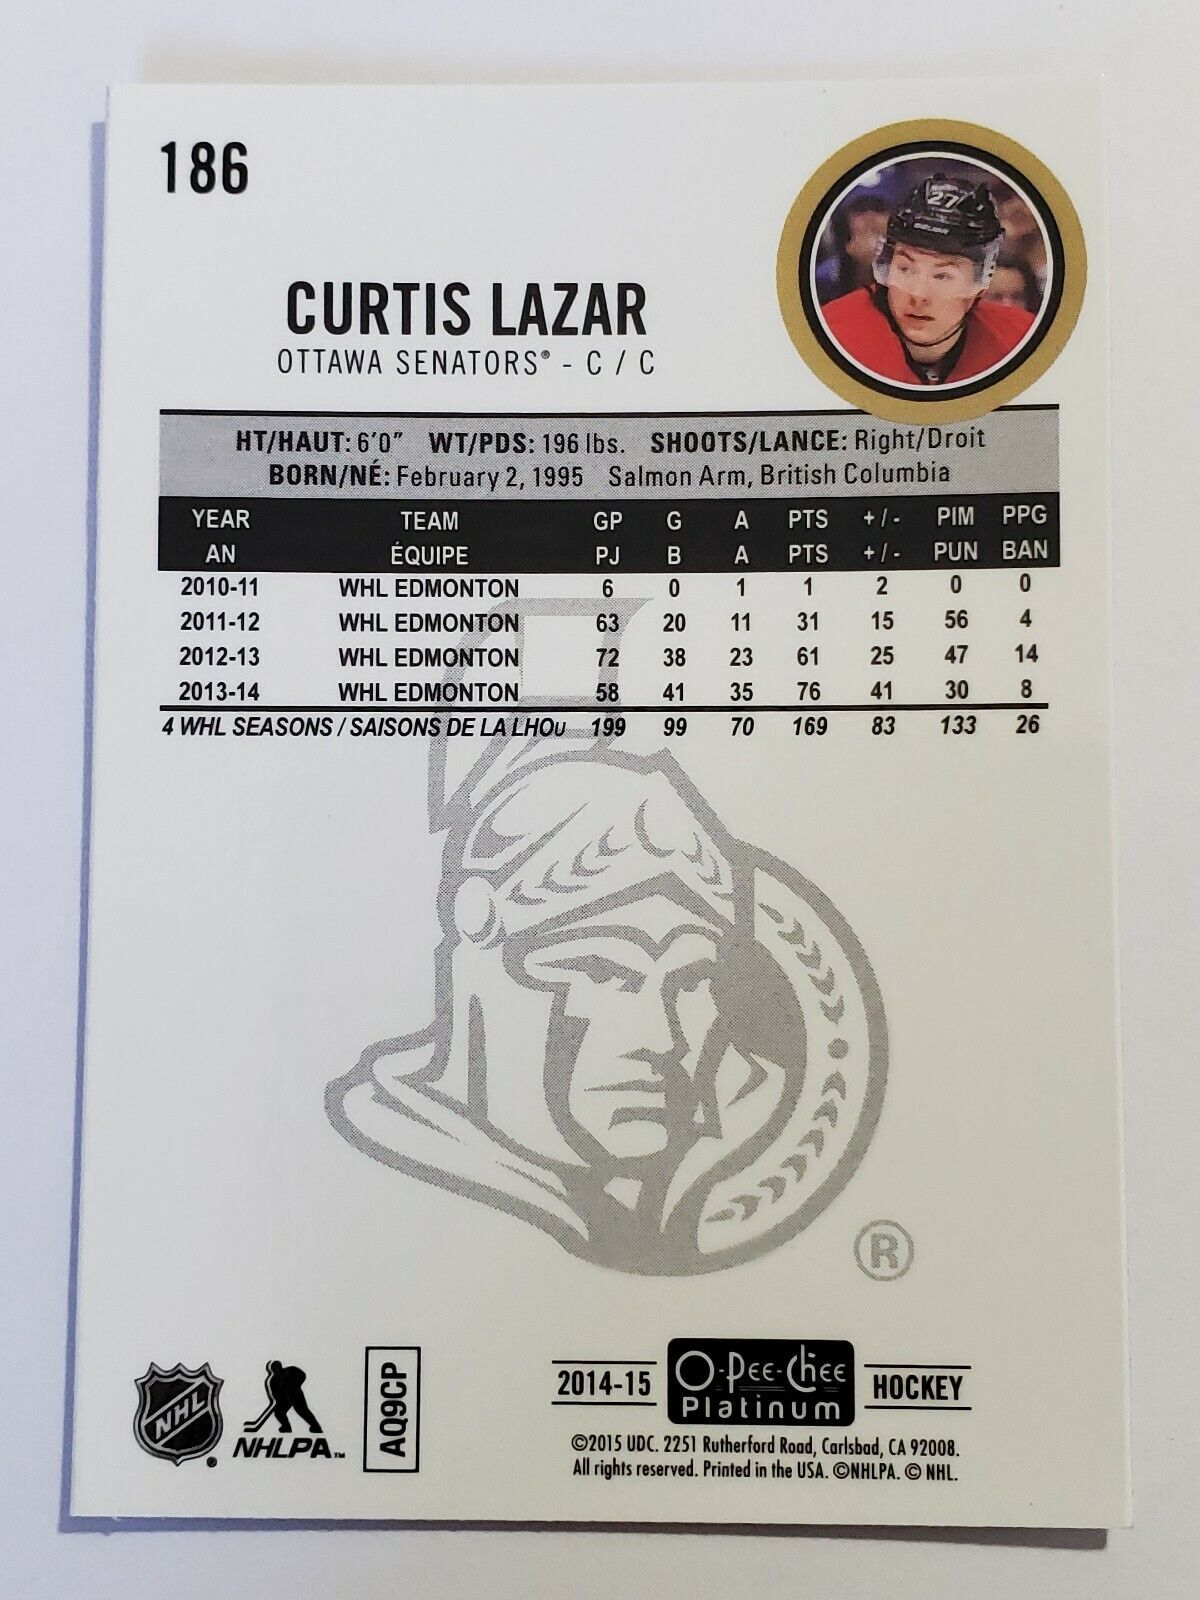 186
27
CURTIS LAZAR
OTTAWA SENATORS® - C / C
HT/HAUT: 6'0" WT/PDS: 196 lbs. SHOOTS/LANCE: Right/Droit
BORN/NÉ: February 2, 1995 Salmon Arm, British Columbia
YEAR TEAM GP G A PTS +/- PIM PPG
AN ÉQUIPE PJ B A PTS +/- PUN BAN
2010-11 WHL EDMONTON 6 0 1 1 2 0 0
2011-12 WHL EDMONTON 63 20 11 31 15 56 4
2012-13 WHL EDMONTON 72 38 23 61 25 47 14
2013-14 WHL EDMONTON 58 41 35 76 41 30 8
4 WHL SEASONS / SAISONS DE LA LHOU 199 99 70 169 83 133 26
®
NHL®
NHLPA™
AQ9CP
2014-15 O-Pee-Chee HOCKEY
Platinum
©2015 UDC. 2251 Rutherford Road, Carlsbad, CA 92008.
All rights reserved. Printed in the USA. ©NHLPA. © NHL.